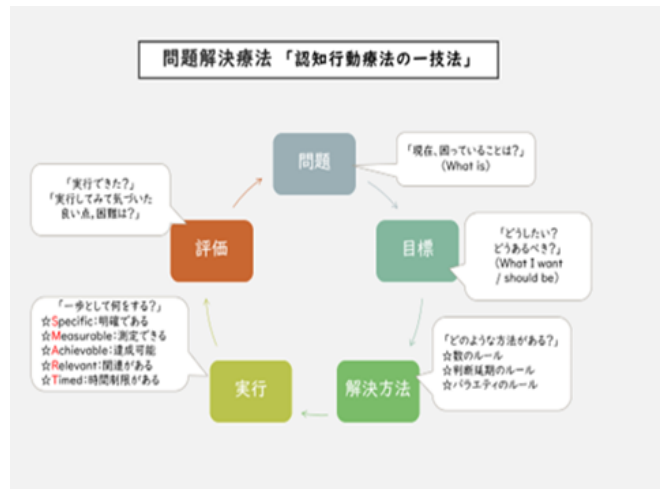 問題解決療法 「認知行動療法の一技法」
問題
「現在、困っていることは?」
(What is)
目標
「どうしたい?
どうあるべき?」
(What I want
/ should be)
解決方法
「どのような方法がある?」
☆数のルール
☆判断延期のルール
☆バラエティのルール
実行
「一歩として何をする?」
☆Specific:明確である
☆Measurable:測定できる
☆Achievable:達成可能
☆Relevant:関連がある
☆Timed:時間制限がある
評価
「実行できた?」
「実行してみて気づいた
良い点,困難は?」